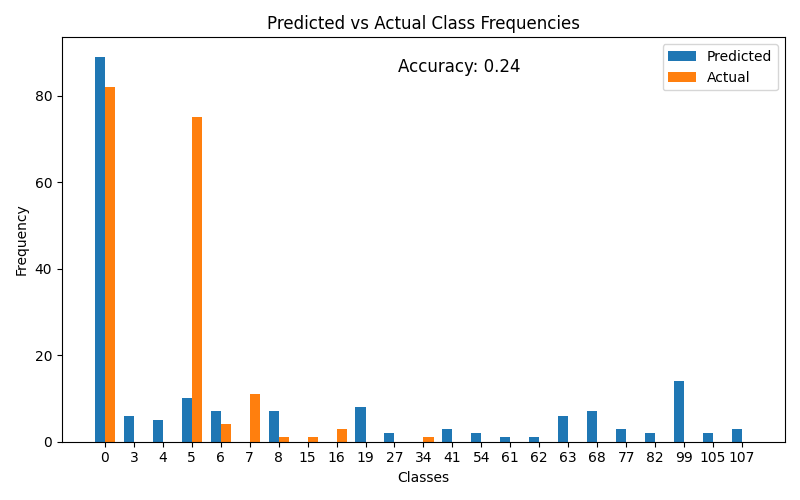 Predicted vs Actual Class Frequencies
Accuracy: 0.24
Predicted
Actual
Frequency
80
60
40
20
0
0 3 4 5 6 7 8 15 16 19 27 34 41 54 61 62 63 68 77 82 99 105 107
Classes